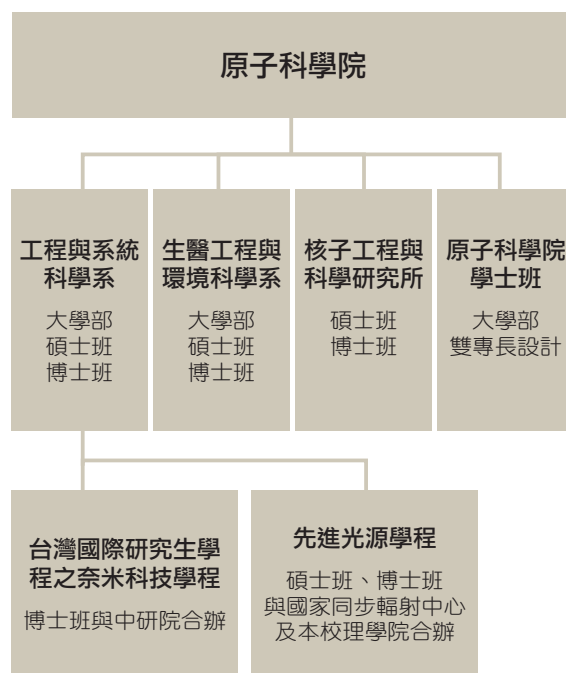 原子科學院
工程與系統
科學系
大學部
碩士班
博士班
生醫工程與
環境科學系
大學部
碩士班
博士班
核子工程與
科學研究所
碩士班
博士班
原子科學院
學士班
大學部
雙專長設計
台灣國際研究生學
程之奈米科技學程
博士班與中研院合辦
先進光源學程
碩士班、博士班
與國家同步輻射中心
及本校理學院合辦